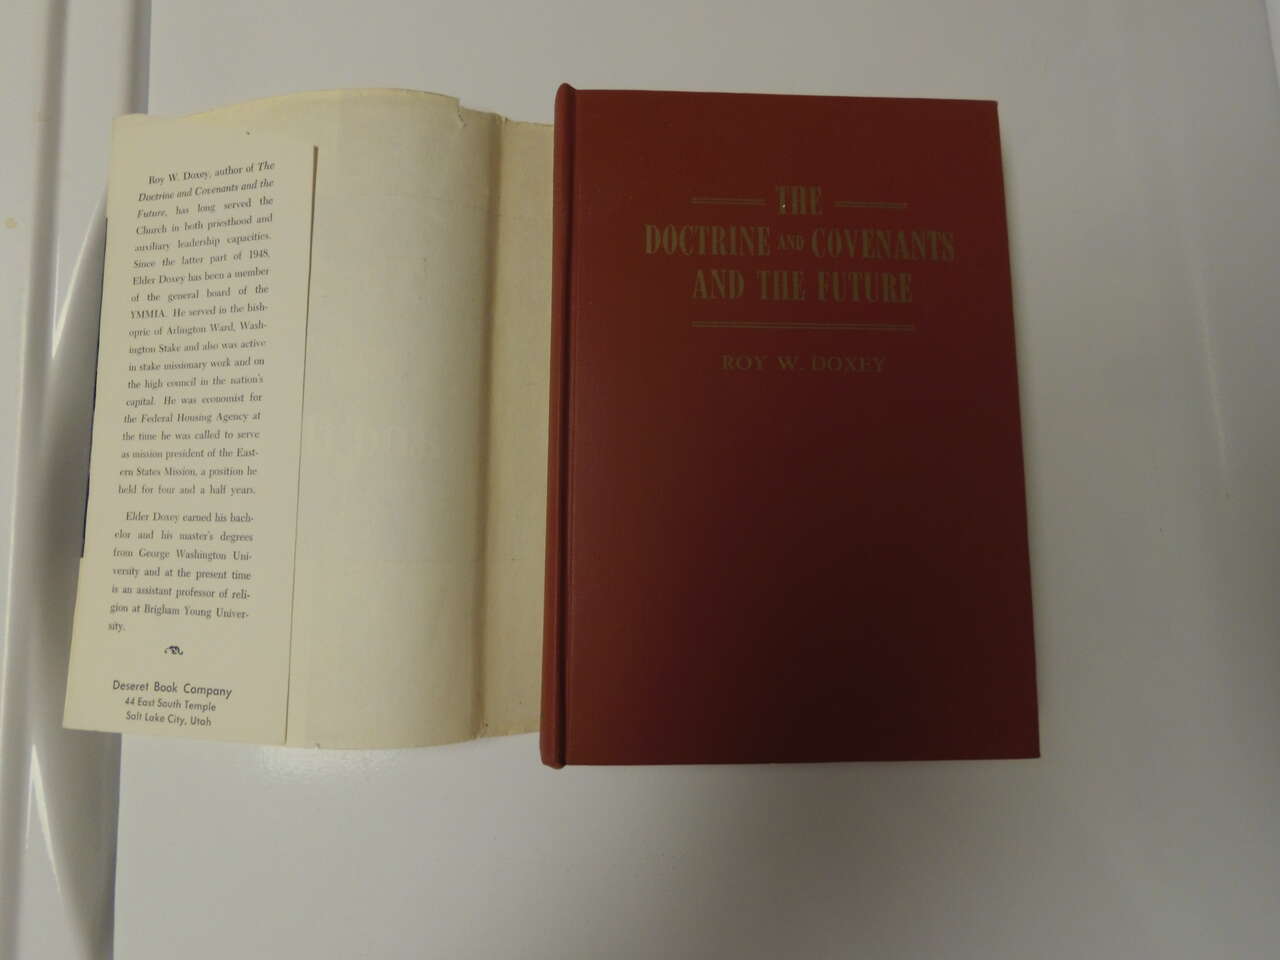 Roy W. Doxey, author of The
Doctrine and Covenants and the
Future, has long served the
Church in both priesthood and
auxiliary leadership capacities.
Since the latter part of 1948,
Elder Doxey has been a member
of the general board of the
YMMIA. He served in the bish-
opric of Arlington Ward, Wash-
ington Stake and also was active
in stake missionary work and on
the high council in the nation's
capital. He was economist for
the Federal Housing Agency at
the time he was called to serve
as mission president of the East-
ern States Mission, a position he
held for four and a half years.
Elder Doxey earned his bach-
elor and his master's degrees
from George Washington Uni-
versity and at the present time
is an assistant professor of reli-
gion at Brigham Young Univer-
sity.
Deseret Book Company
44 East South Temple
Salt Lake City, Utah
THE
DOCTRINE AND COVENANTS
AND THE FUTURE
ROY W. DOXEY